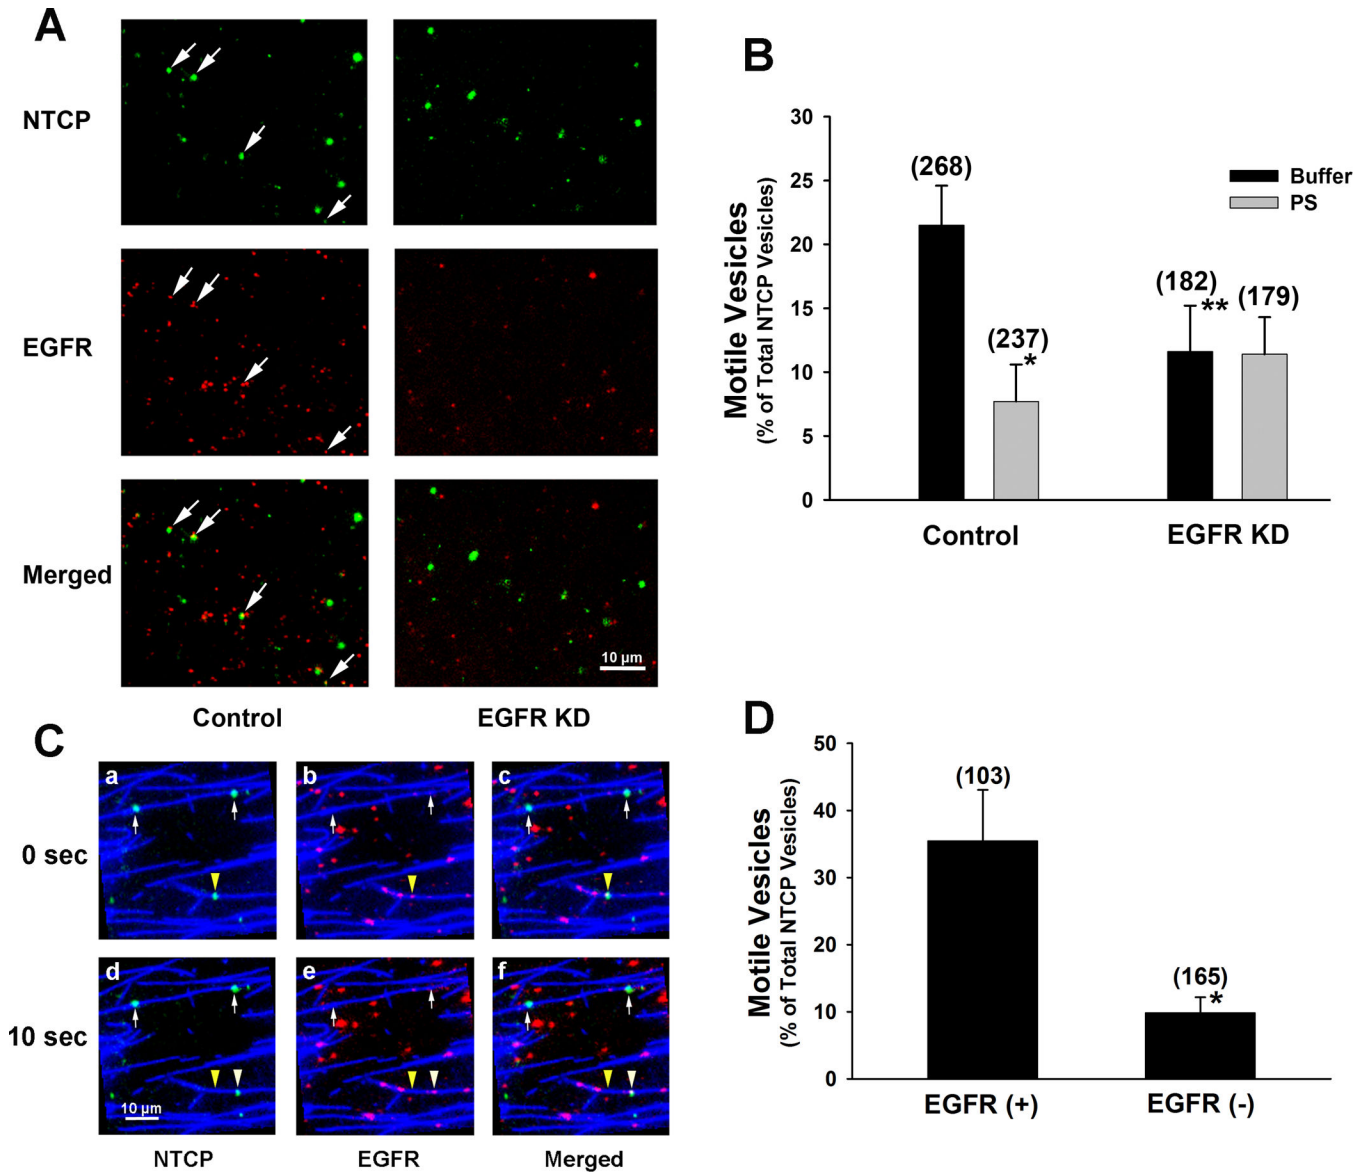 A
NTCP
EGFR
Merged
10 µm
Control
EGFR KD
B
Motile Vesicles
(% of Total NTCP Vesicles)
30
25
20
15
10
5
0
(268)
(237)
*
(182)
**
(179)
Buffer
PS
Control
EGFR KD
C
0 sec
10 sec
a
b
c
d
e
f
10 µm
NTCP
EGFR
Merged
D
Motile Vesicles
(% of Total NTCP Vesicles)
50
40
30
20
10
0
(103)
(165)
*
EGFR (+)
EGFR (-)